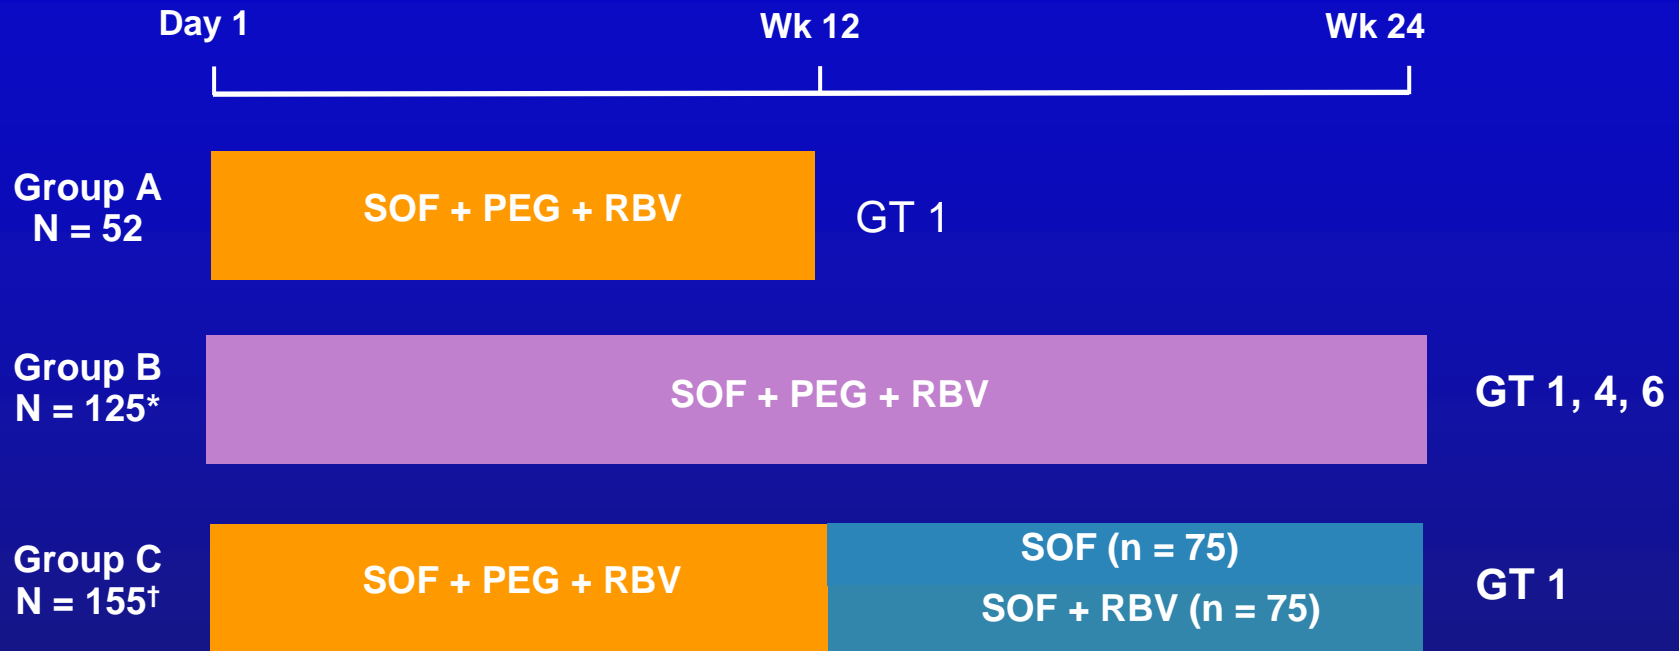 Day 1
Wk 12
Wk 24
Group A
N = 52
SOF + PEG + RBV
GT 1
Group B
N = 125*
SOF + PEG + RBV
GT 1, 4, 6
Group C
N = 155†
SOF + PEG + RBV
SOF (n = 75)
SOF + RBV (n = 75)
GT 1